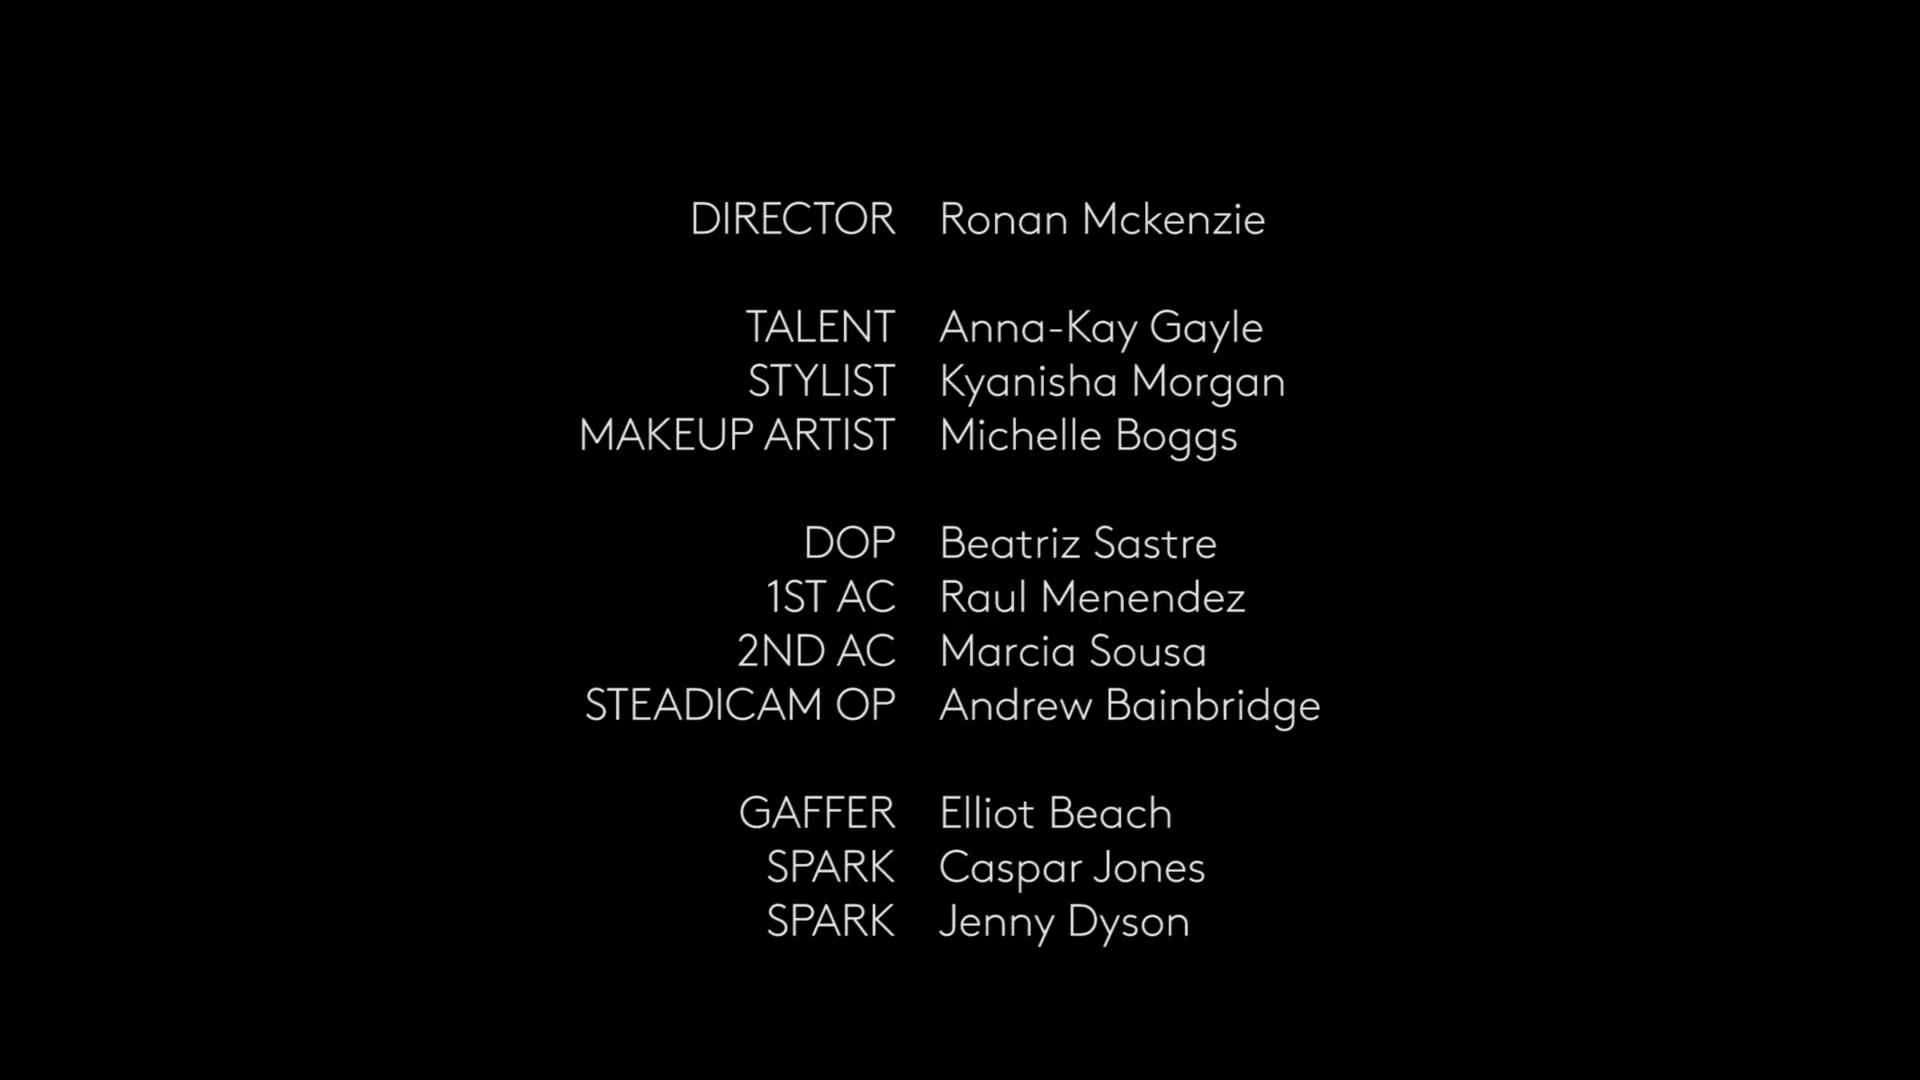 DIRECTOR Ronan Mckenzie
TALENT Anna-Kay Gayle
STYLIST Kyanisha Morgan
MAKEUP ARTIST Michelle Boggs
DOP Beatriz Sastre
1ST AC Raul Menendez
2ND AC Marcia Sousa
STEADICAM OP Andrew Bainbridge
GAFFER Elliot Beach
SPARK Caspar Jones
SPARK Jenny Dyson